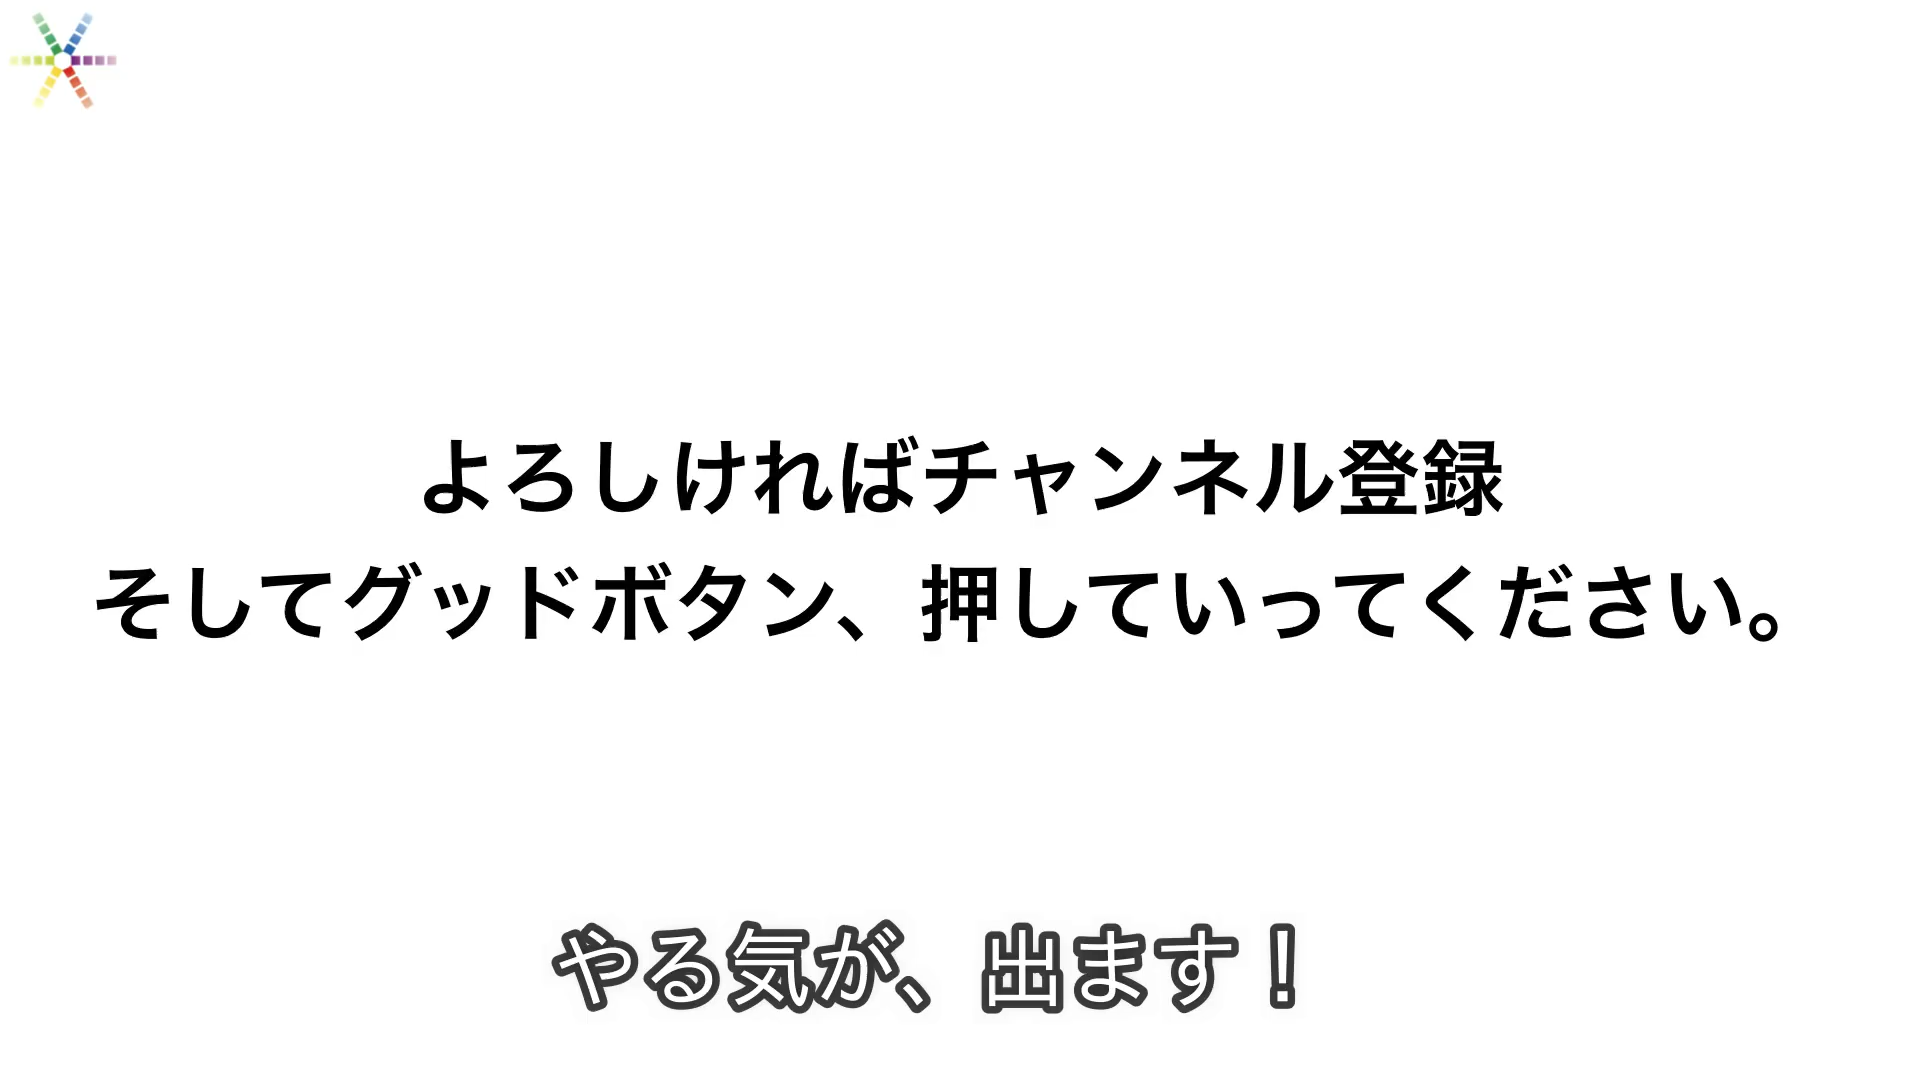 よろしければチャンネル登録
そしてグッドボタン、押していってください。
やる気が、出ます！